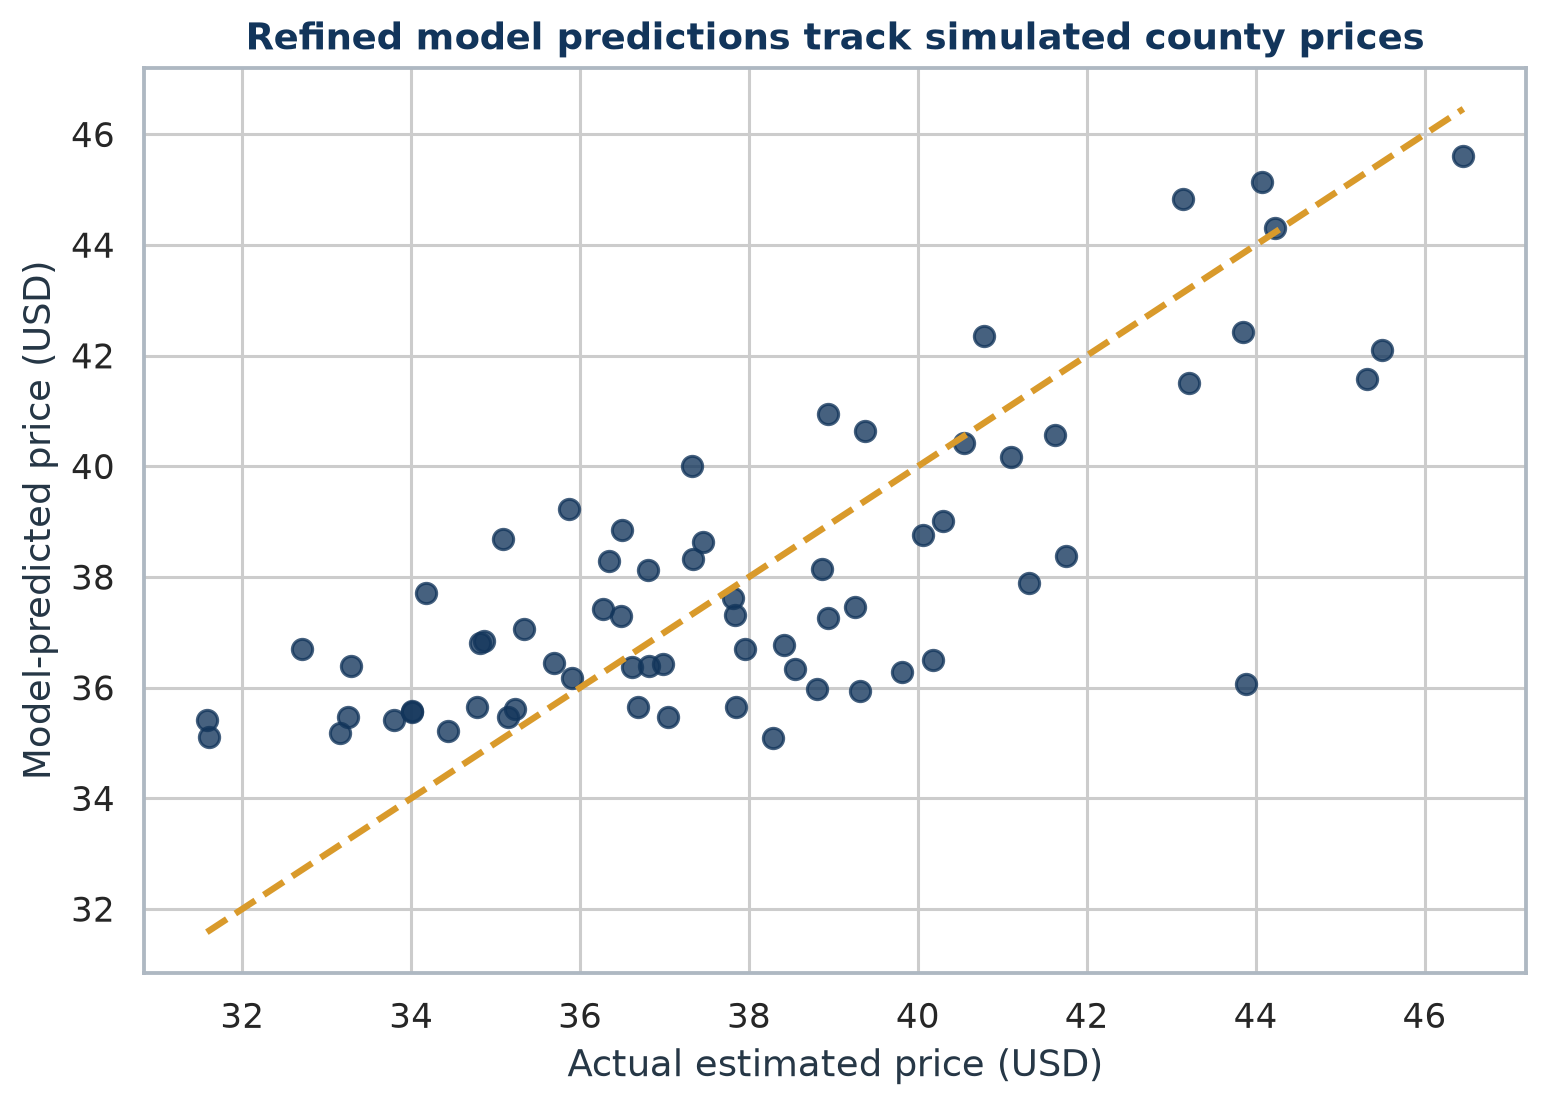 Refined model predictions track simulated county prices
46
44
42
40
38
36
34
32
Model-predicted price (USD)
32 34 36 38 40 42 44 46
Actual estimated price (USD)